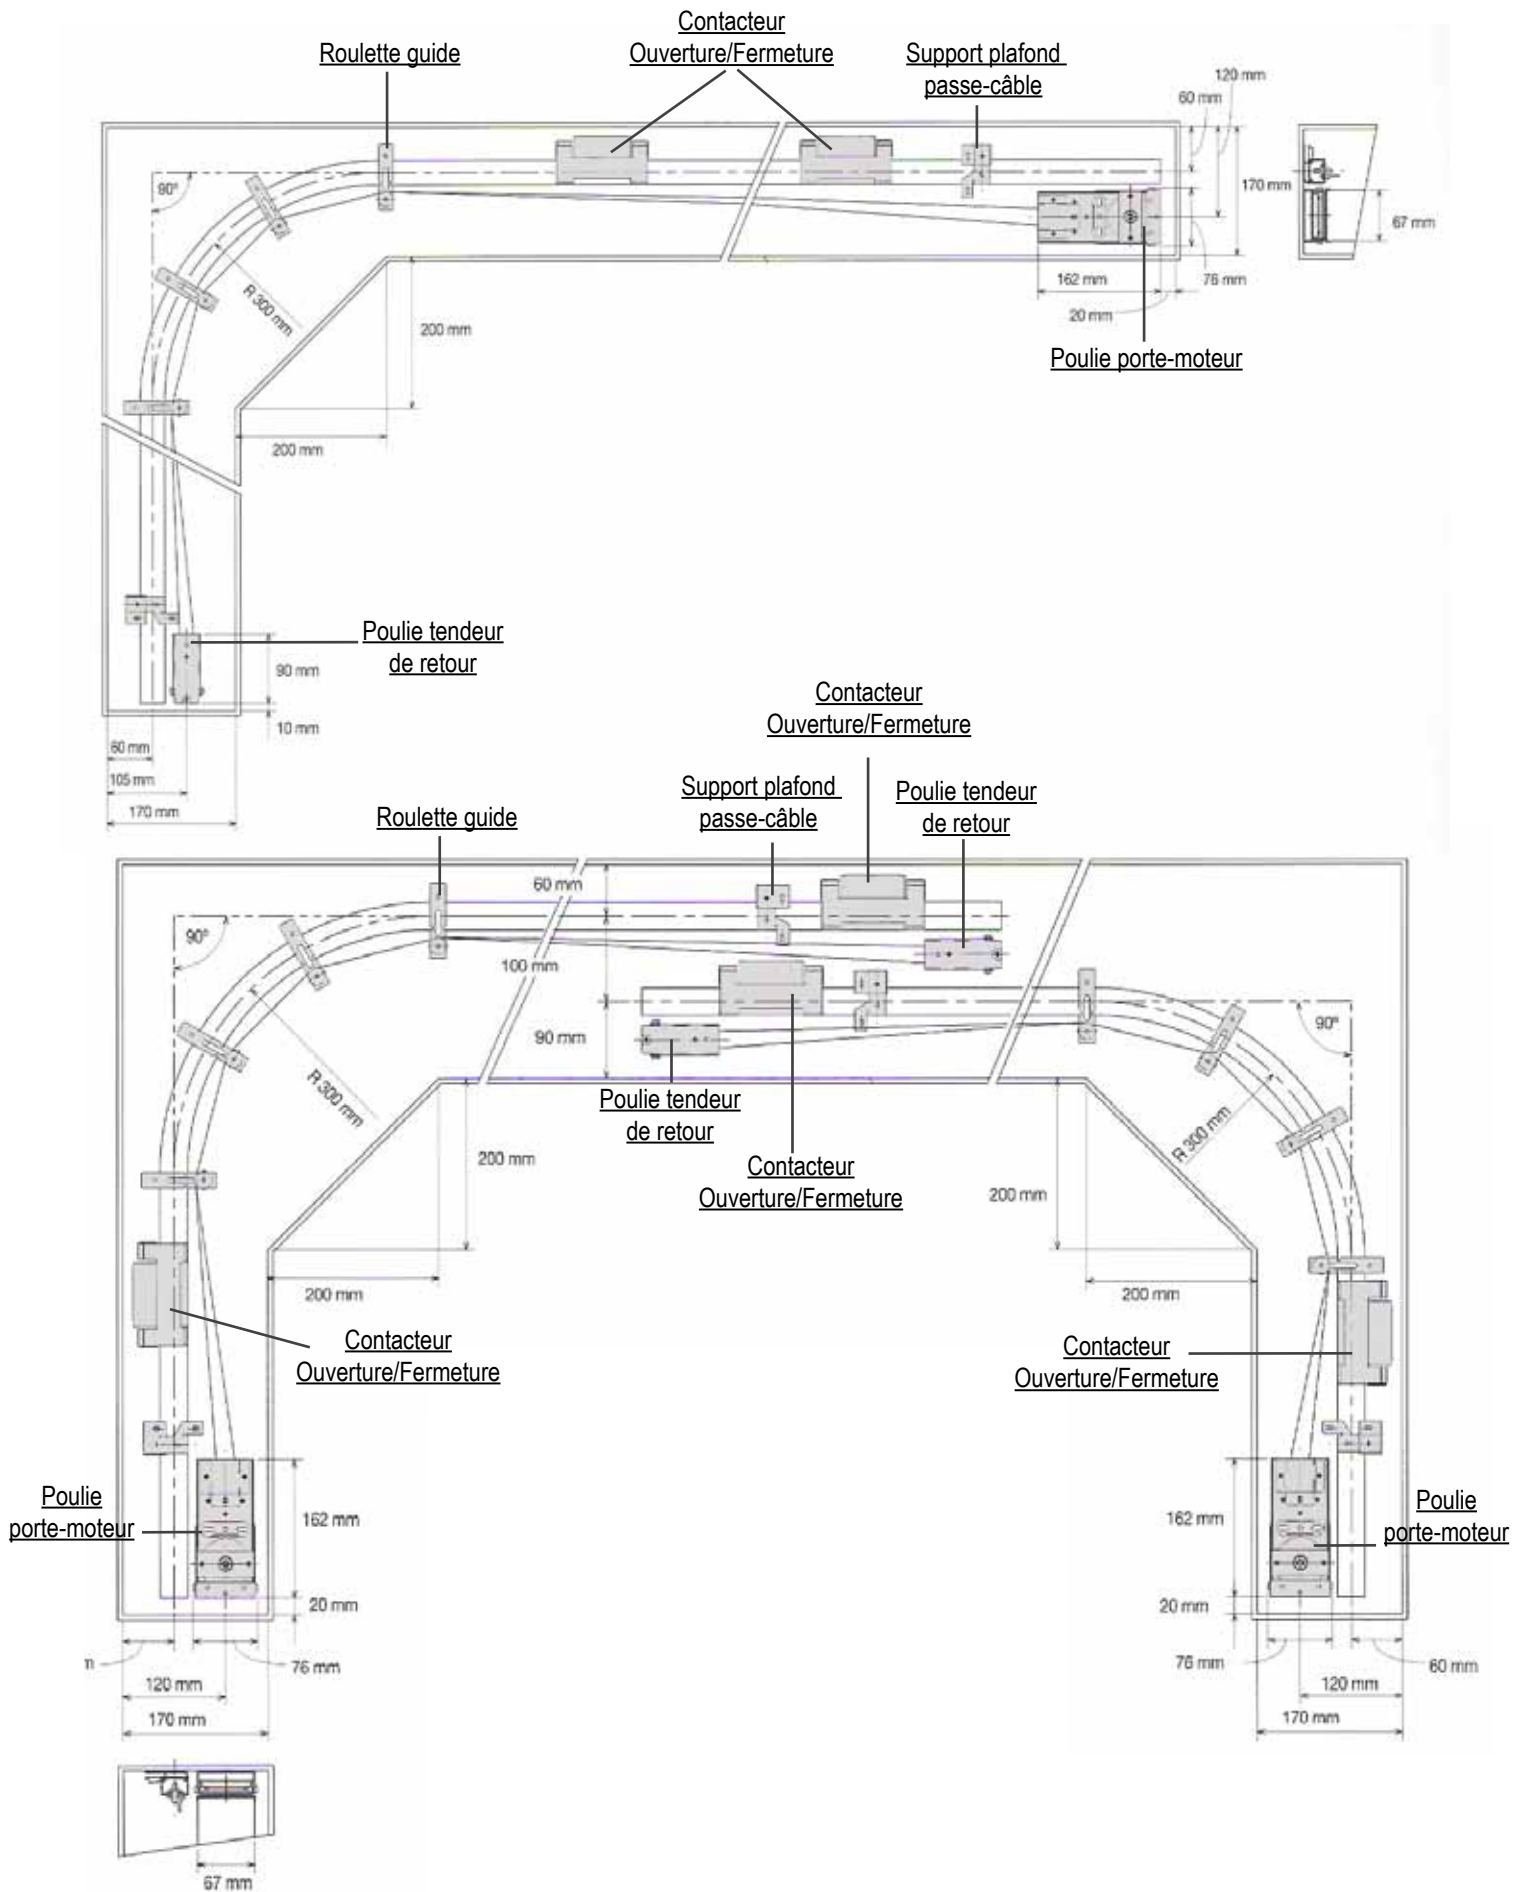 Contacteur
Ouverture/Fermeture
Roulette guide
Support plafond
passe-câble
120 mm
60 mm
90°
170 mm
67 mm
R 300 mm
162 mm
76 mm
20 mm
200 mm
Poulie porte-moteur
200 mm
Poulie tendeur
de retour
90 mm
10 mm
60 mm
105 mm
170 mm
Contacteur
Ouverture/Fermeture
Support plafond
passe-câble
Poulie tendeur
de retour
Roulette guide
60 mm
90°
100 mm
90 mm
90°
R 300 mm
Poulie tendeur
de retour
R 300 mm
200 mm
Contacteur
Ouverture/Fermeture
200 mm
200 mm
200 mm
Contacteur
Ouverture/Fermeture
Contacteur
Ouverture/Fermeture
Poulie
porte-moteur
162 mm
162 mm
Poulie
porte-moteur
20 mm
20 mm
m
76 mm
76 mm
60 mm
120 mm
120 mm
170 mm
170 mm
67 mm